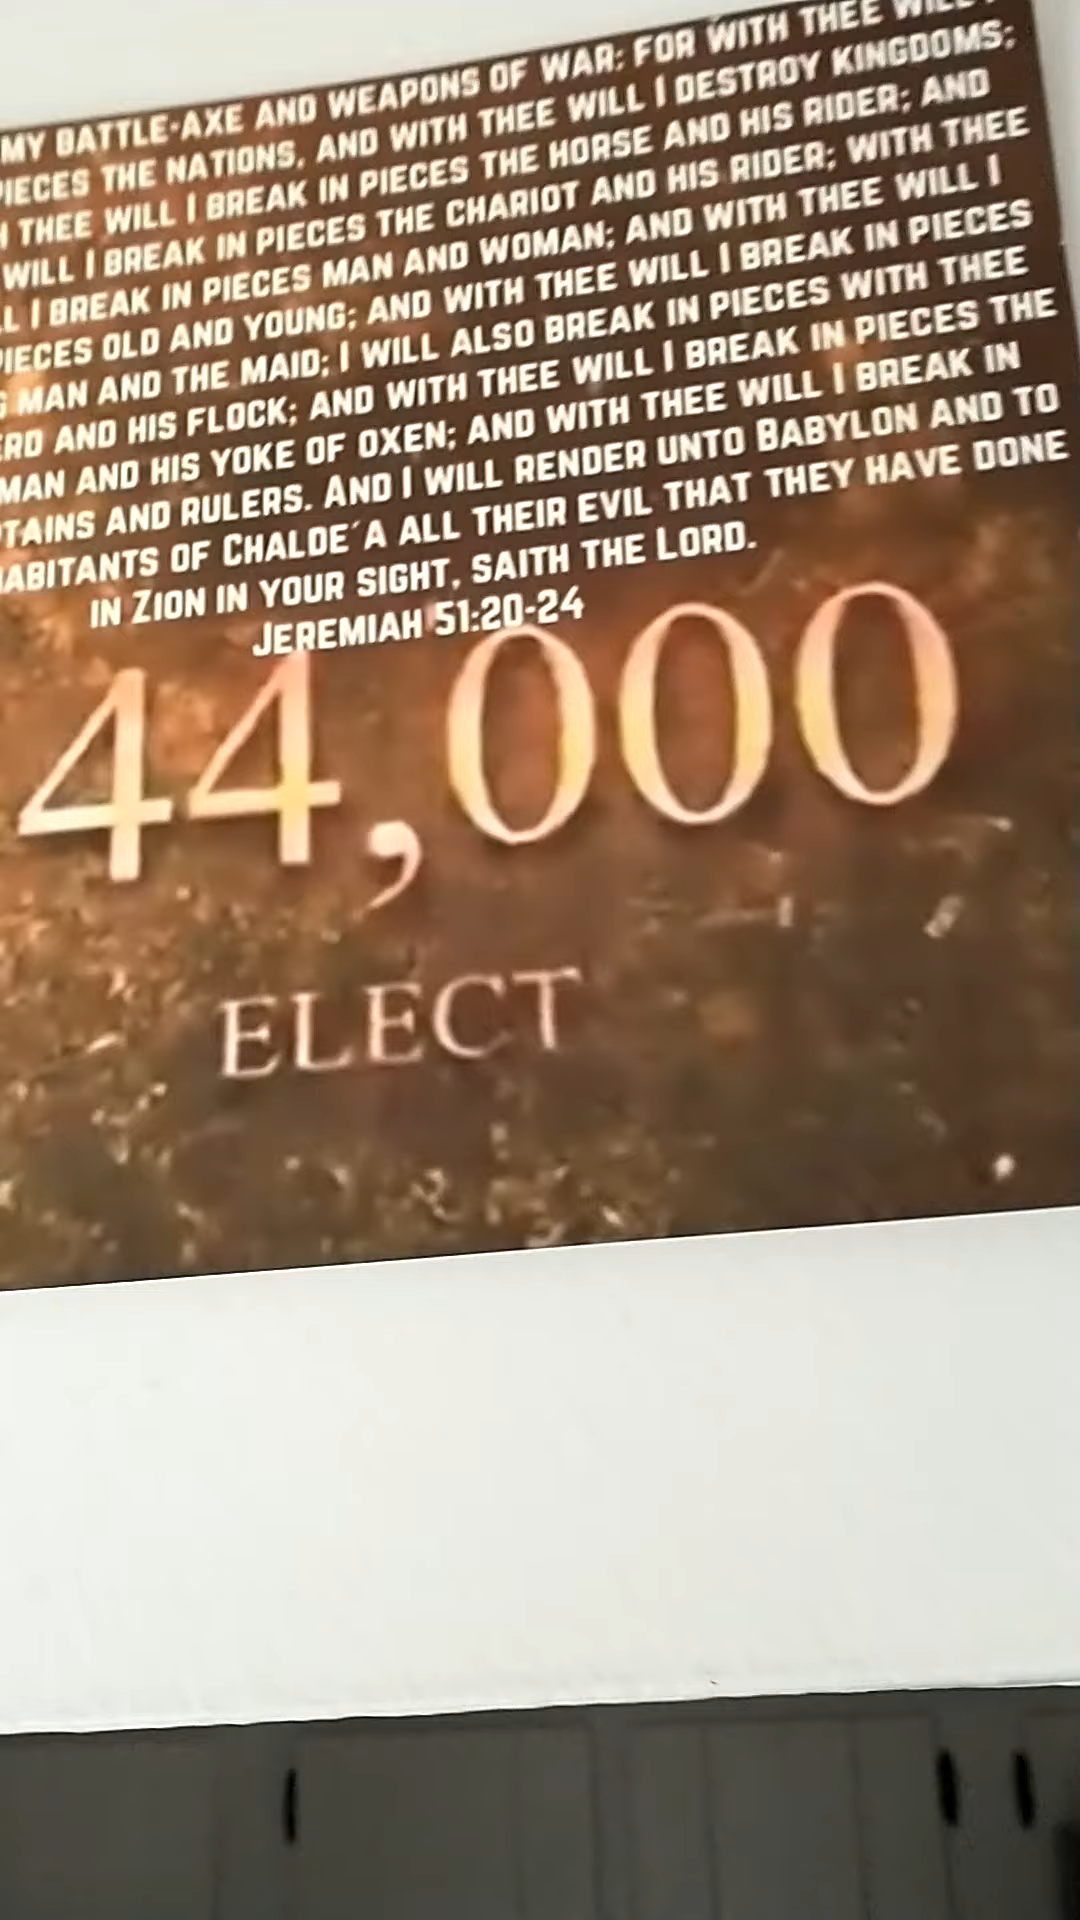 MY BATTLE-AXE AND WEAPONS OF WAR: FOR WITH THEE WILL
PIECES THE NATIONS, AND WITH THEE WILL I DESTROY KINGDOMS;
THEE WILL I BREAK IN PIECES THE HORSE AND HIS RIDER; AND
WILL I BREAK IN PIECES THE CHARIOT AND HIS RIDER; WITH THEE
I BREAK IN PIECES MAN AND WOMAN; AND WITH THEE WILL I
PIECES OLD AND YOUNG; AND WITH THEE WILL I BREAK IN PIECES
MAN AND THE MAID; I WILL ALSO BREAK IN PIECES WITH THEE
ERD AND HIS FLOCK; AND WITH THEE WILL I BREAK IN PIECES THE
MAN AND HIS YOKE OF OXEN; AND WITH THEE WILL I BREAK IN
TAINS AND RULERS. AND I WILL RENDER UNTO BABYLON AND TO
ABITANTS OF CHALDE´A ALL THEIR EVIL THAT THEY HAVE DONE
IN ZION IN YOUR SIGHT, SAITH THE LORD.
JEREMIAH 51:20-24
44,000
ELECT